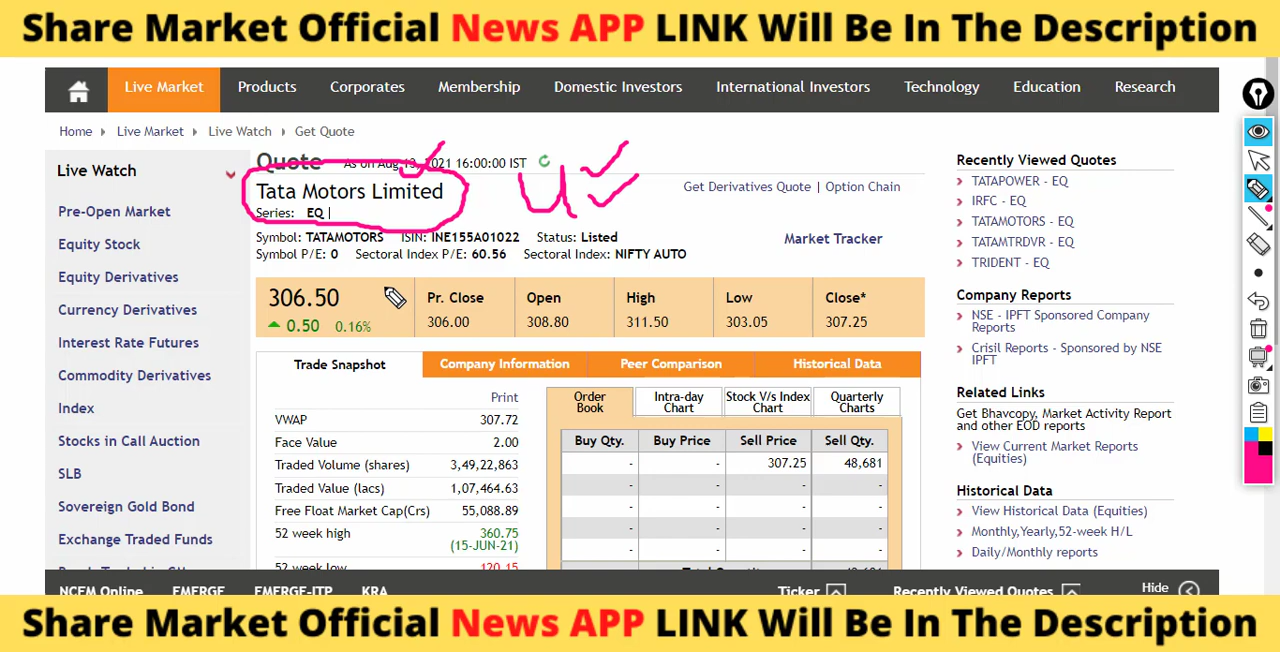 Share Market Official News APP LINK Will Be In The Description
Live Market Products Corporates Membership Domestic Investors International Investors Technology Education Research
Home Live Market Live Watch Get Quote
Live Watch
Pre-Open Market
Equity Stock
Equity Derivatives
Currency Derivatives
Interest Rate Futures
Commodity Derivatives
Index
Stocks in Call Auction
SLB
Sovereign Gold Bond
Exchange Traded Funds
Quote As on Aug 13, 2021 16:00:00 IST
Tata Motors Limited
Series: EQ |
Get Derivatives Quote | Option Chain
Symbol: TATAMOTORS ISIN: INE155A01022 Status: Listed
Symbol P/E: 0 Sectoral Index P/E: 60.56 Sectoral Index: NIFTY AUTO
Market Tracker
306.50 Pr. Close Open High Low Close*
0.50 0.16% 306.00 308.80 311.50 303.05 307.25
Trade Snapshot Company Information Peer Comparison Historical Data
Print
VWAP 307.72
Face Value 2.00
Traded Volume (shares) 3,49,22,863
Traded Value (lacs) 1,07,464.63
Free Float Market Cap(Crs) 55,088.89
52 week high 360.75
(15-JUN-21)
52 week low 120.15
Order Book
Intra-day Chart
Stock V/s Index Chart
Quarterly Charts
Buy Qty. Buy Price Sell Price Sell Qty.
- - 307.25 48,681
- - - -
- - - -
- - - -
- - - -
Recently Viewed Quotes
TATAPOWER - EQ
IRFC - EQ
TATAMOTORS - EQ
TATAMTRDVR - EQ
TRIDENT - EQ
Company Reports
NSE - IPFT Sponsored Company
Reports
Crisil Reports - Sponsored by NSE
IPFT
Related Links
Get Bhavcopy, Market Activity Report
and other EOD reports
View Current Market Reports
(Equities)
Historical Data
View Historical Data (Equities)
Monthly,Yearly,52-week H/L
Daily/Monthly reports
NCFM Online EMERGE EMERGE-ITP KRA Ticker Recently Viewed Quotes Hide
Share Market Official News APP LINK Will Be In The Description